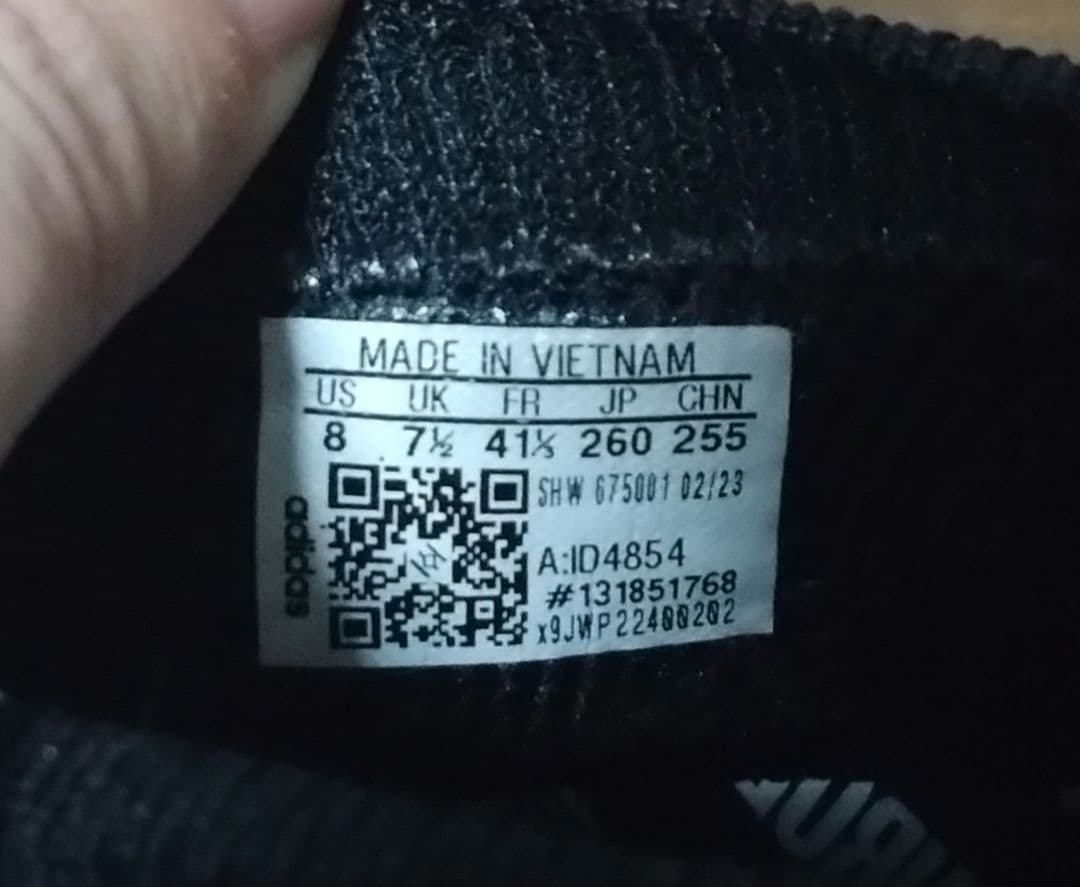 MADE IN VIETNAM
US UK FR JP CHN
8 7½ 41⅓ 260 255
SHW 675001 02/23
A:ID4854
#131851768
x9JWP22400202
adidas